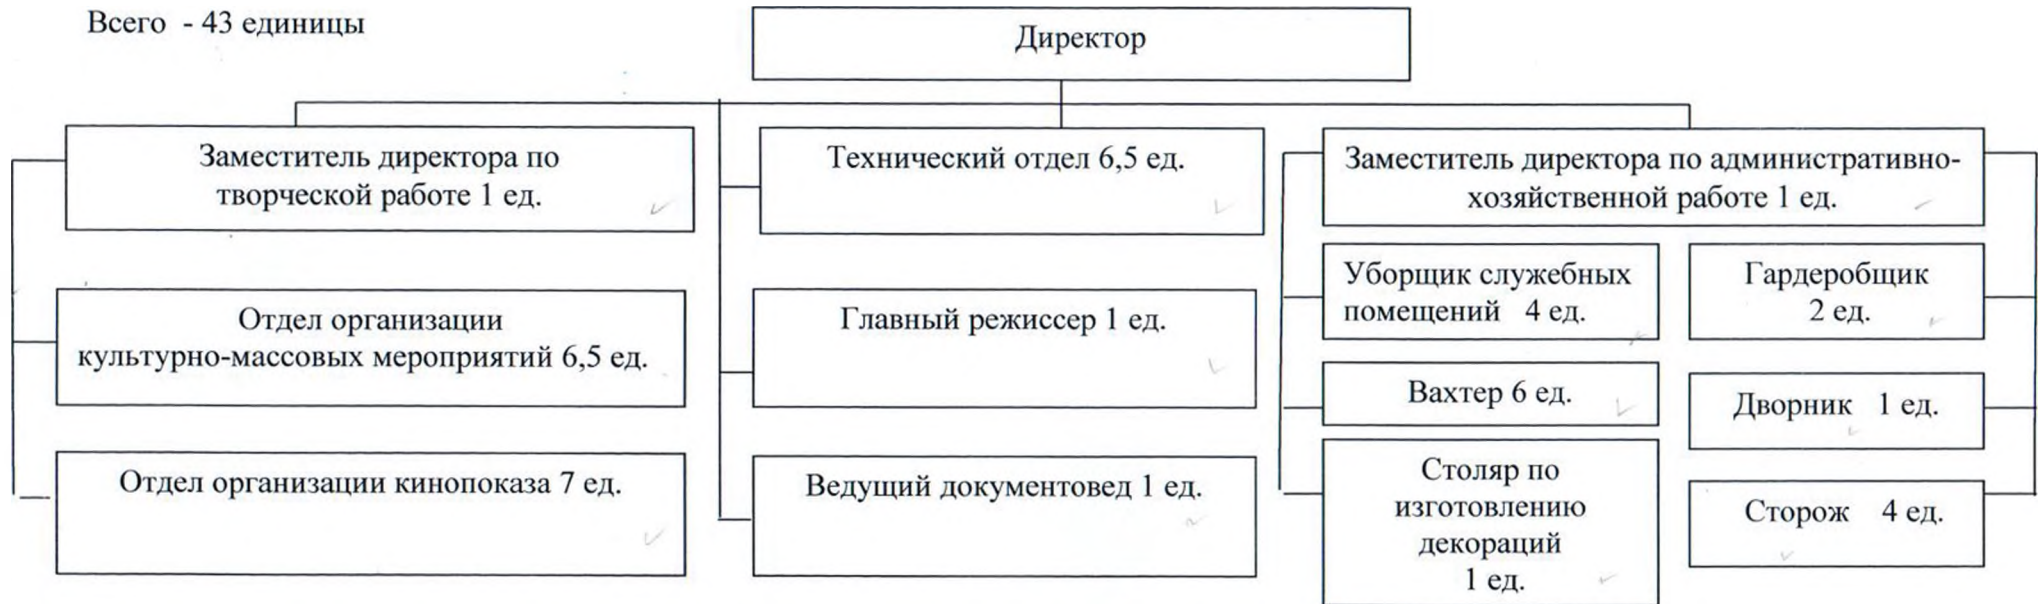 Всего - 43 единицы
Директор
Заместитель директора по
творческой работе 1 ед.
Отдел организации
культурно-массовых мероприятий 6,5 ед.
Отдел организации кинопоказа 7 ед.
Технический отдел 6,5 ед.
Главный режиссер 1 ед.
Ведущий документовед 1 ед.
Заместитель директора по административно-
хозяйственной работе 1 ед.
Уборщик служебных
помещений 4 ед.
Вахтер 6 ед.
Столяр по
изготовлению
декораций
1 ед.
Гардеробщик
2 ед.
Дворник 1 ед.
Сторож 4 ед.